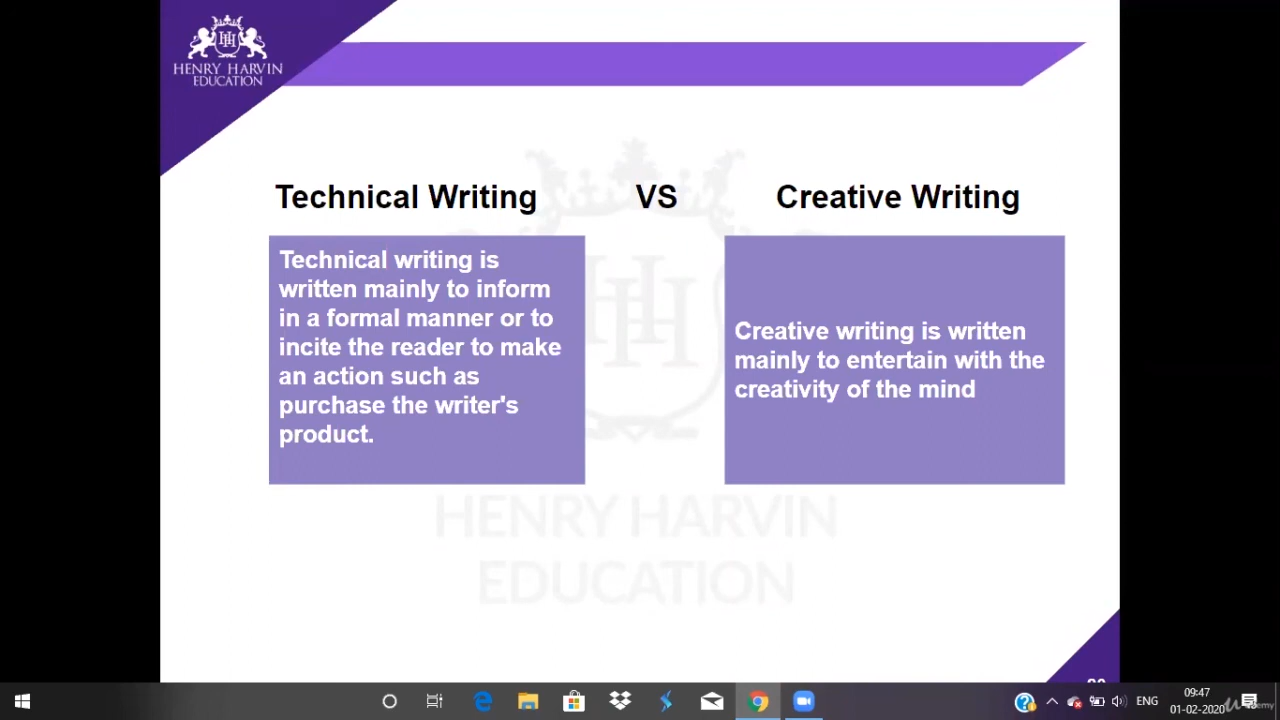 HENRY HARVIN
EDUCATION
Technical Writing VS Creative Writing
Technical writing is
written mainly to inform
in a formal manner or to
incite the reader to make
an action such as
purchase the writer's
product.
Creative writing is written
mainly to entertain with the
creativity of the mind
HENRY HARVIN
EDUCATION
ENG
09:47
01-02-2020